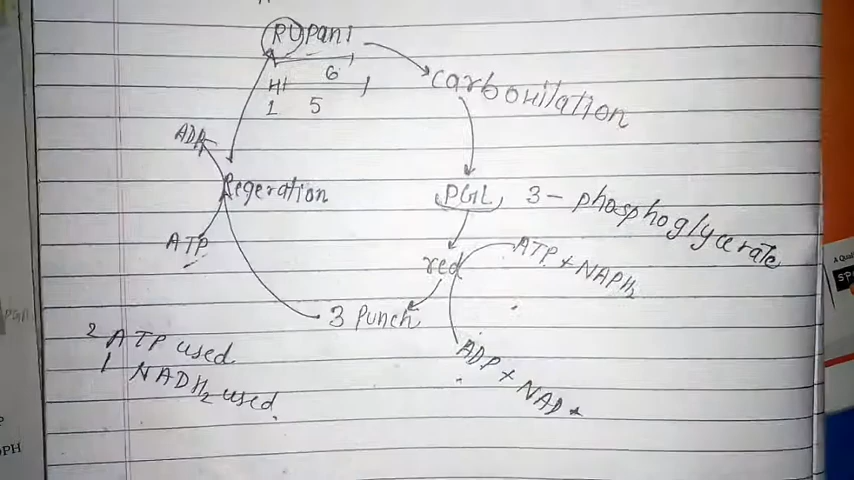 RUpani
6
1 5
carboxilation
ADP
Regeration
PGL 3 - phosphoglycerate
ATP
red
ATP + NAPH2
3 Punch
2 ATP used
1 NADH2 used
ADP + NAD+